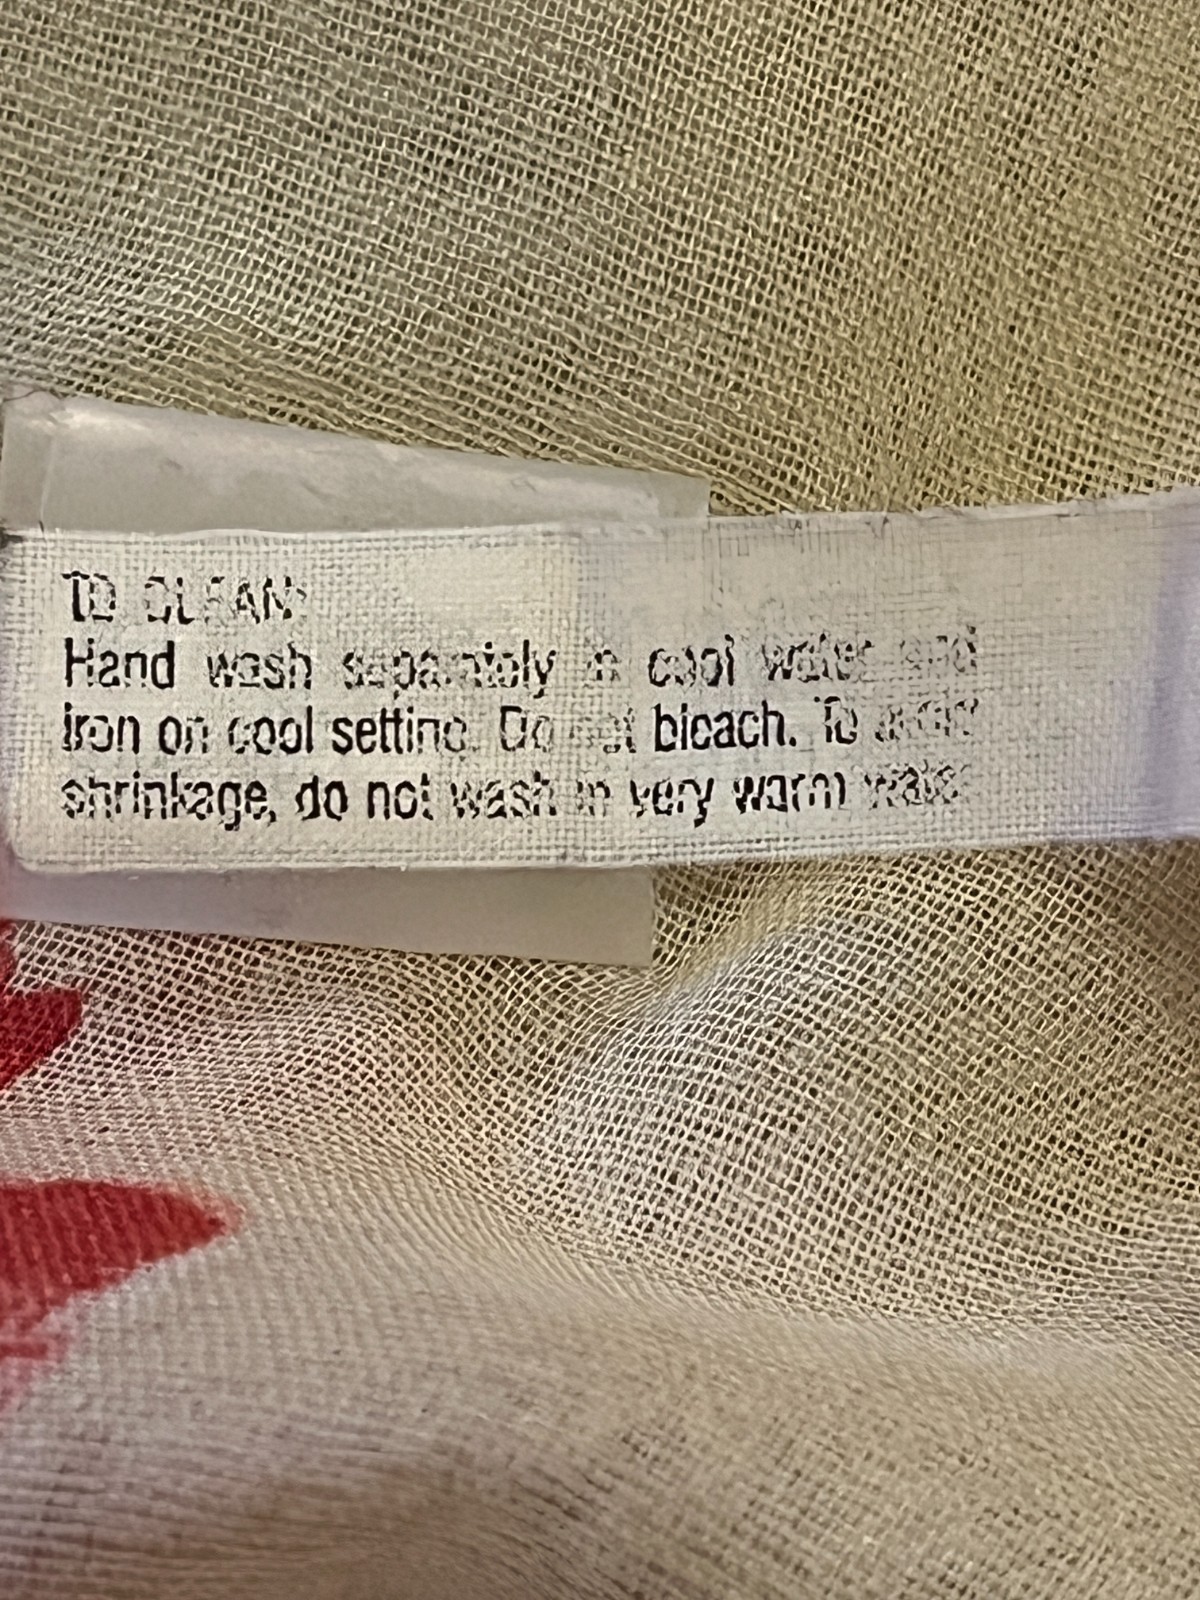 TO CLEAN:
Hand wash separately in cool water and
iron on cool setting. Do not bleach. To avoid
shrinkage, do not wash in very warm water